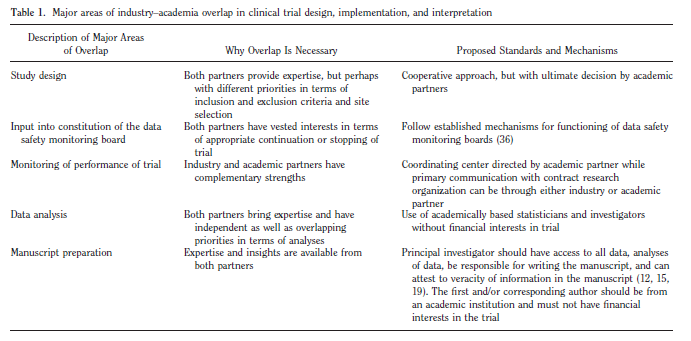 Table 1. Major areas of industry–academia overlap in clinical trial design, implementation, and interpretation
Description of Major Areas
of Overlap
Why Overlap Is Necessary
Proposed Standards and Mechanisms
Study design
Both partners provide expertise, but perhaps
with different priorities in terms of
inclusion and exclusion criteria and site
selection
Cooperative approach, but with ultimate decision by academic
partners
Input into constitution of the data
safety monitoring board
Both partners have vested interests in terms
of appropriate continuation or stopping of
trial
Follow established mechanisms for functioning of data safety
monitoring boards (36)
Monitoring of performance of trial
Industry and academic partners have
complementary strengths
Coordinating center directed by academic partner while
primary communication with contract research
organization can be through either industry or academic
partner
Data analysis
Both partners bring expertise and have
independent as well as overlapping
priorities in terms of analyses
Use of academically based statisticians and investigators
without financial interests in trial
Manuscript preparation
Expertise and insights are available from
both partners
Principal investigator should have access to all data, analyses
of data, be responsible for writing the manuscript, and can
attest to veracity of information in the manuscript (12, 15,
19). The first and/or corresponding author should be from
an academic institution and must not have financial
interests in the trial